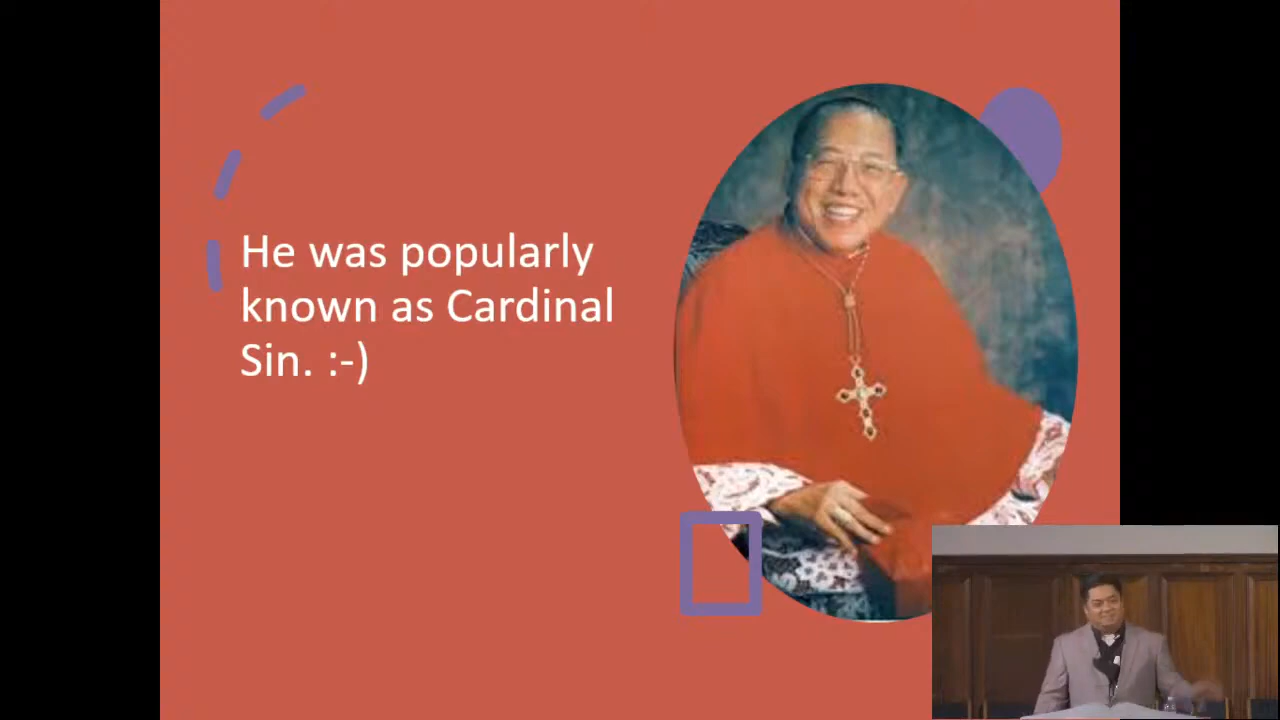 He was popularly
known as Cardinal
Sin. :-)